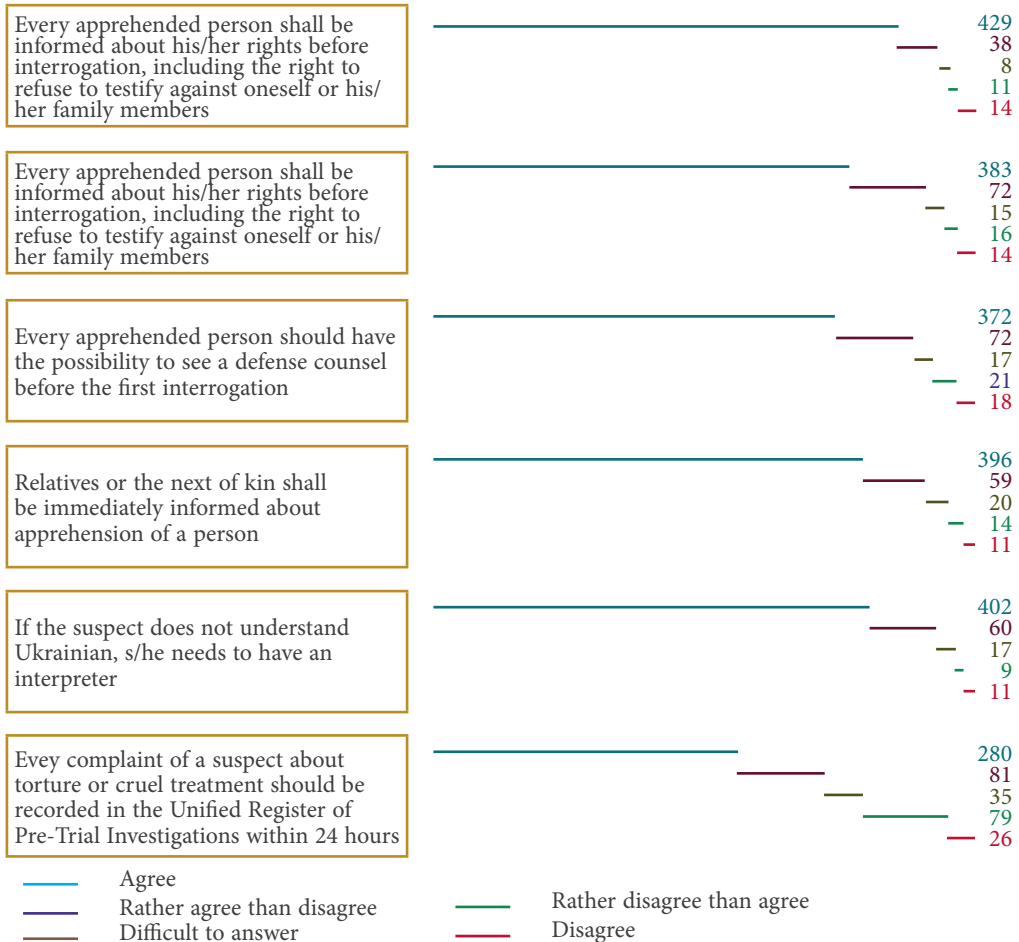 Every apprehended person shall be
informed about his/her rights before
interrogation, including the right to
refuse to testify against oneself or his/
her family members
429
38
8
11
14
Every apprehended person shall be
informed about his/her rights before
interrogation, including the right to
refuse to testify against oneself or his/
her family members
383
72
15
16
14
Every apprehended person should have
the possibility to see a defense counsel
before the first interrogation
372
72
17
21
18
Relatives or the next of kin shall
be immediately informed about
apprehension of a person
396
59
20
14
11
If the suspect does not understand
Ukrainian, s/he needs to have an
interpreter
402
60
17
9
11
Evey complaint of a suspect about
torture or cruel treatment should be
recorded in the Unified Register of
Pre-Trial Investigations within 24 hours
280
81
35
79
26
Agree
Rather agree than disagree
Difficult to answer
Rather disagree than agree
Disagree